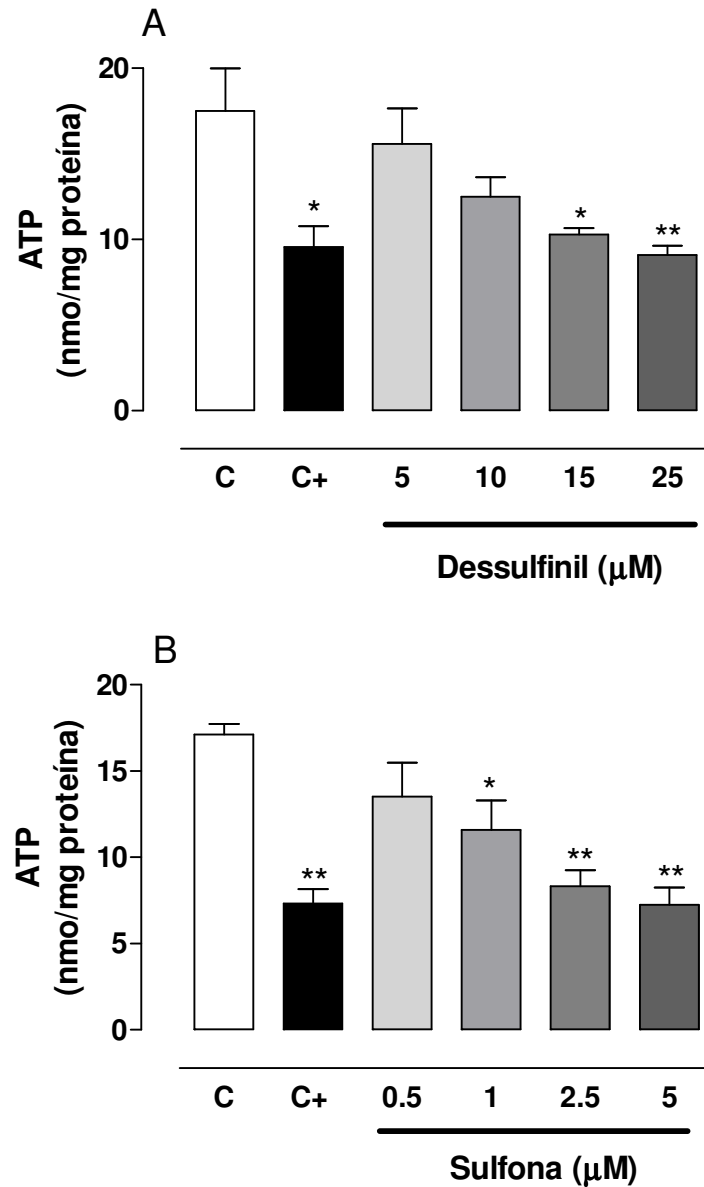 A
20
10
0
ATP
(nmo/mg proteína)
*
*
**
C C+ 5 10 15 25
Dessulfinil (μM)
B
20
15
10
5
0
ATP
(nmo/mg proteína)
**
*
**
**
C C+ 0.5 1 2.5 5
Sulfona (μM)